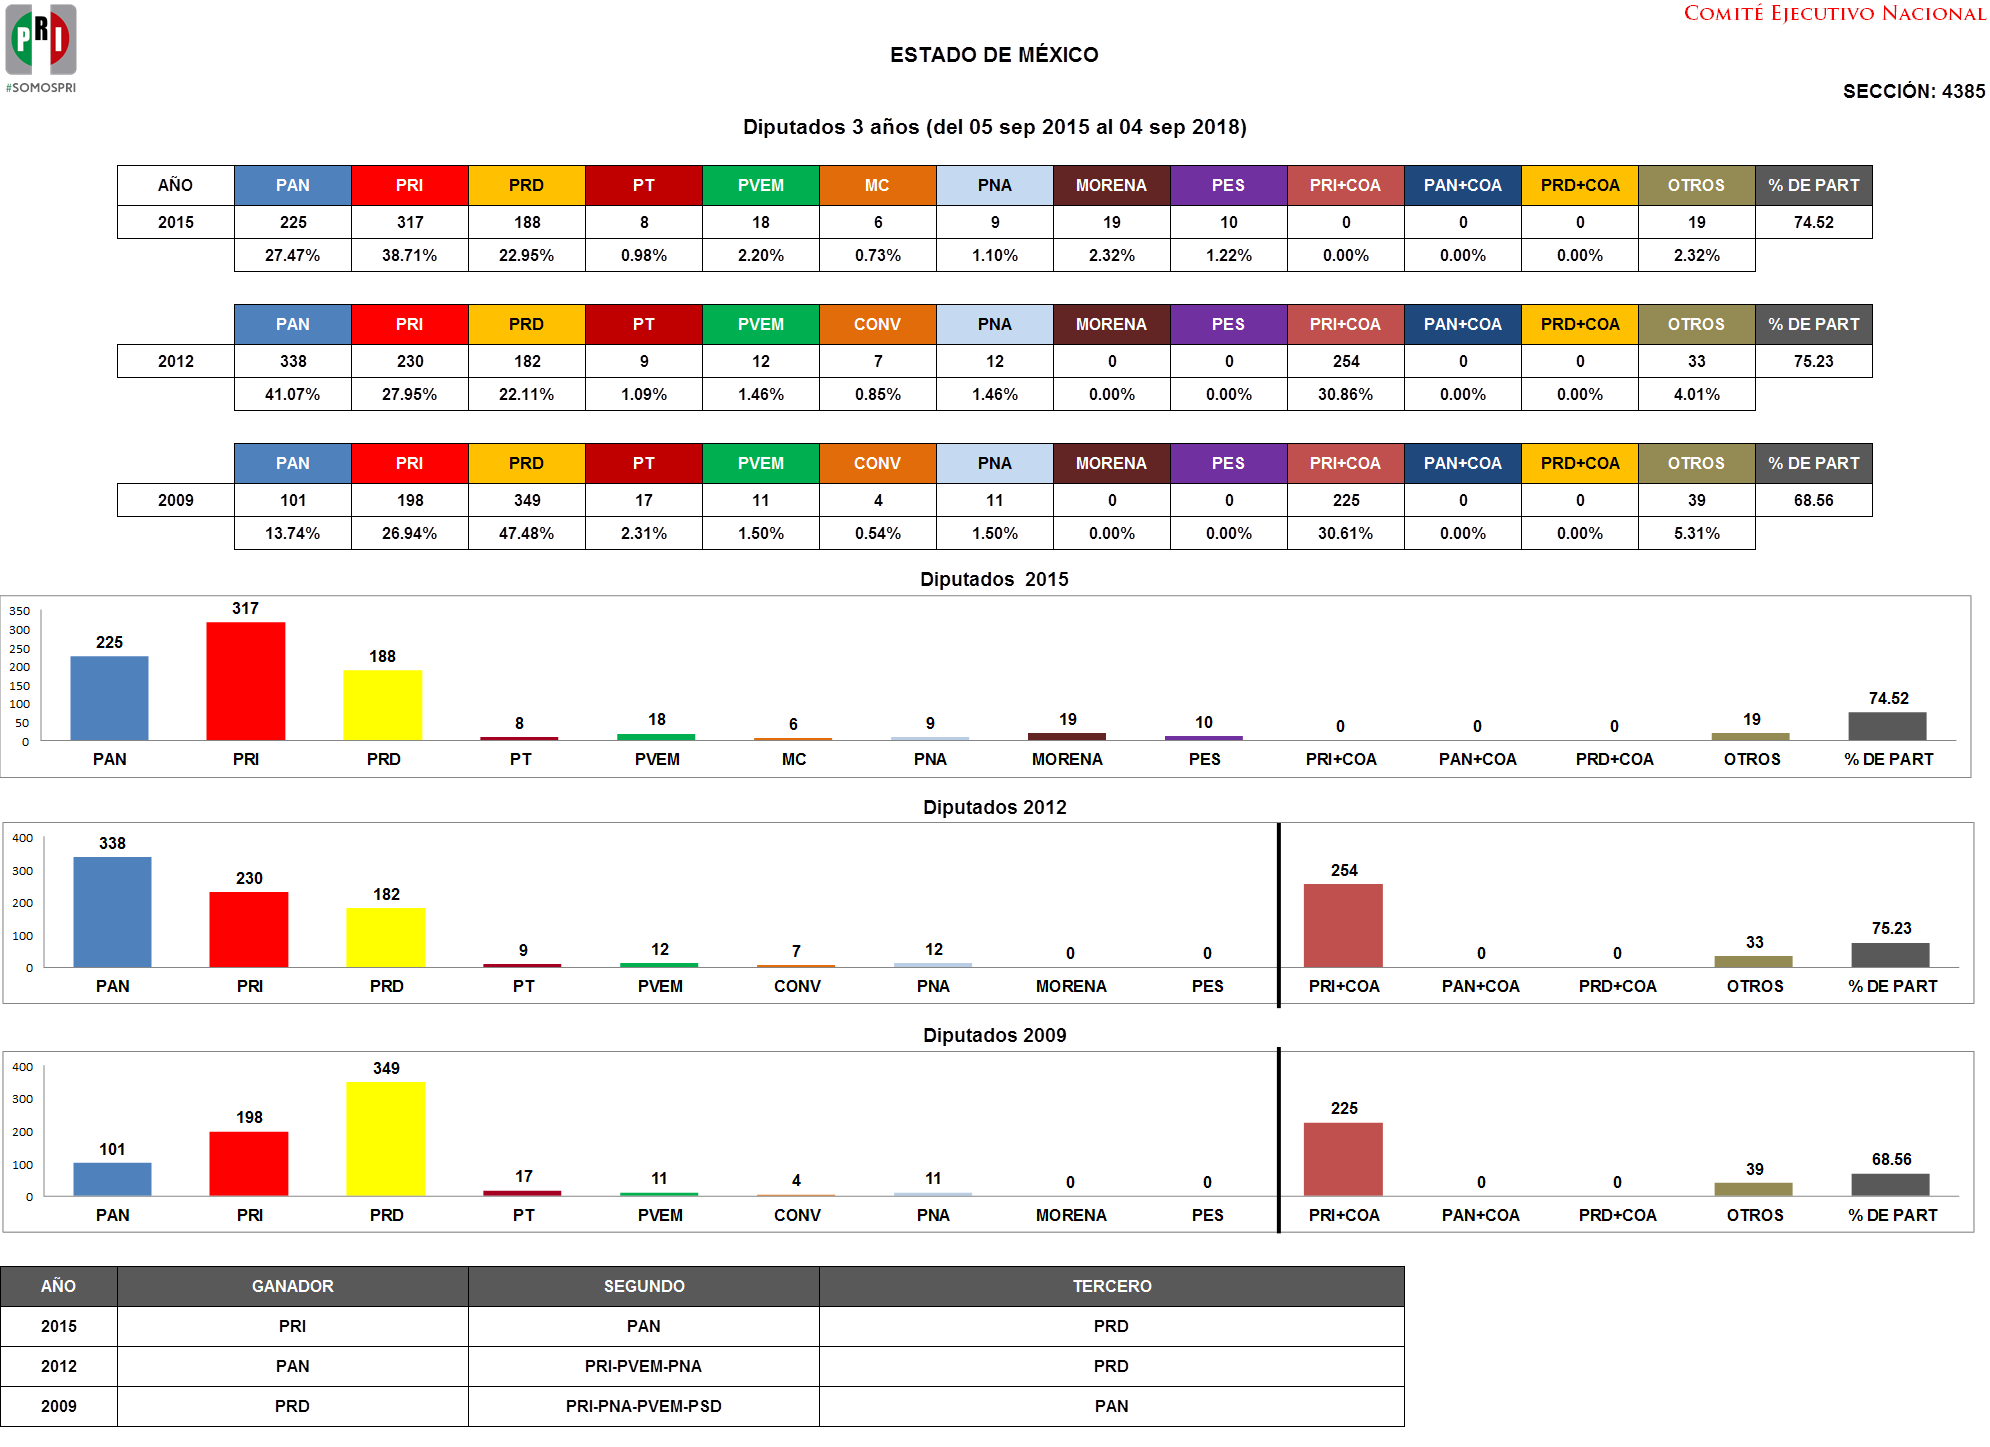 PRI
#SOMOSPRI
COMITÉ EJECUTIVO NACIONAL
ESTADO DE MÉXICO
SECCIÓN: 4385
Diputados 3 años (del 05 sep 2015 al 04 sep 2018)
AÑO PAN PRI PRD PT PVEM MC PNA MORENA PES PRI+COA PAN+COA PRD+COA OTROS % DE PART
2015 225 317 188 8 18 6 9 19 10 0 0 0 19 74.52
27.47% 38.71% 22.95% 0.98% 2.20% 0.73% 1.10% 2.32% 1.22% 0.00% 0.00% 0.00% 2.32%
PAN PRI PRD PT PVEM CONV PNA MORENA PES PRI+COA PAN+COA PRD+COA OTROS % DE PART
2012 338 230 182 9 12 7 12 0 0 254 0 0 33 75.23
41.07% 27.95% 22.11% 1.09% 1.46% 0.85% 1.46% 0.00% 0.00% 30.86% 0.00% 0.00% 4.01%
PAN PRI PRD PT PVEM CONV PNA MORENA PES PRI+COA PAN+COA PRD+COA OTROS % DE PART
2009 101 198 349 17 11 4 11 0 0 225 0 0 39 68.56
13.74% 26.94% 47.48% 2.31% 1.50% 0.54% 1.50% 0.00% 0.00% 30.61% 0.00% 0.00% 5.31%
Diputados 2015
350
300
250
200
150
100
50
0
225 317 188 8 18 6 9 19 10 0 0 0 19 74.52
PAN PRI PRD PT PVEM MC PNA MORENA PES PRI+COA PAN+COA PRD+COA OTROS % DE PART
Diputados 2012
400
300
200
100
0
338 230 182 9 12 7 12 0 0 254 0 0 33 75.23
PAN PRI PRD PT PVEM CONV PNA MORENA PES PRI+COA PAN+COA PRD+COA OTROS % DE PART
Diputados 2009
400
300
200
100
0
101 198 349 17 11 4 11 0 0 225 0 0 39 68.56
PAN PRI PRD PT PVEM CONV PNA MORENA PES PRI+COA PAN+COA PRD+COA OTROS % DE PART
AÑO GANADOR SEGUNDO TERCERO
2015 PRI PAN PRD
2012 PAN PRI-PVEM-PNA PRD
2009 PRD PRI-PNA-PVEM-PSD PAN